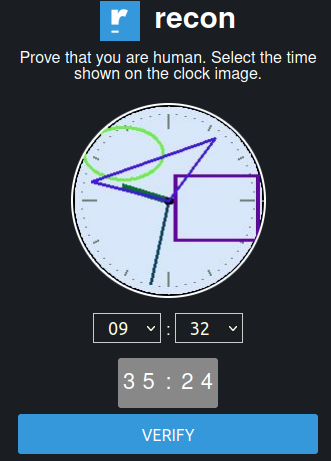 r recon
Prove that you are human. Select the time
shown on the clock image.
09 : 32
35:24
VERIFY